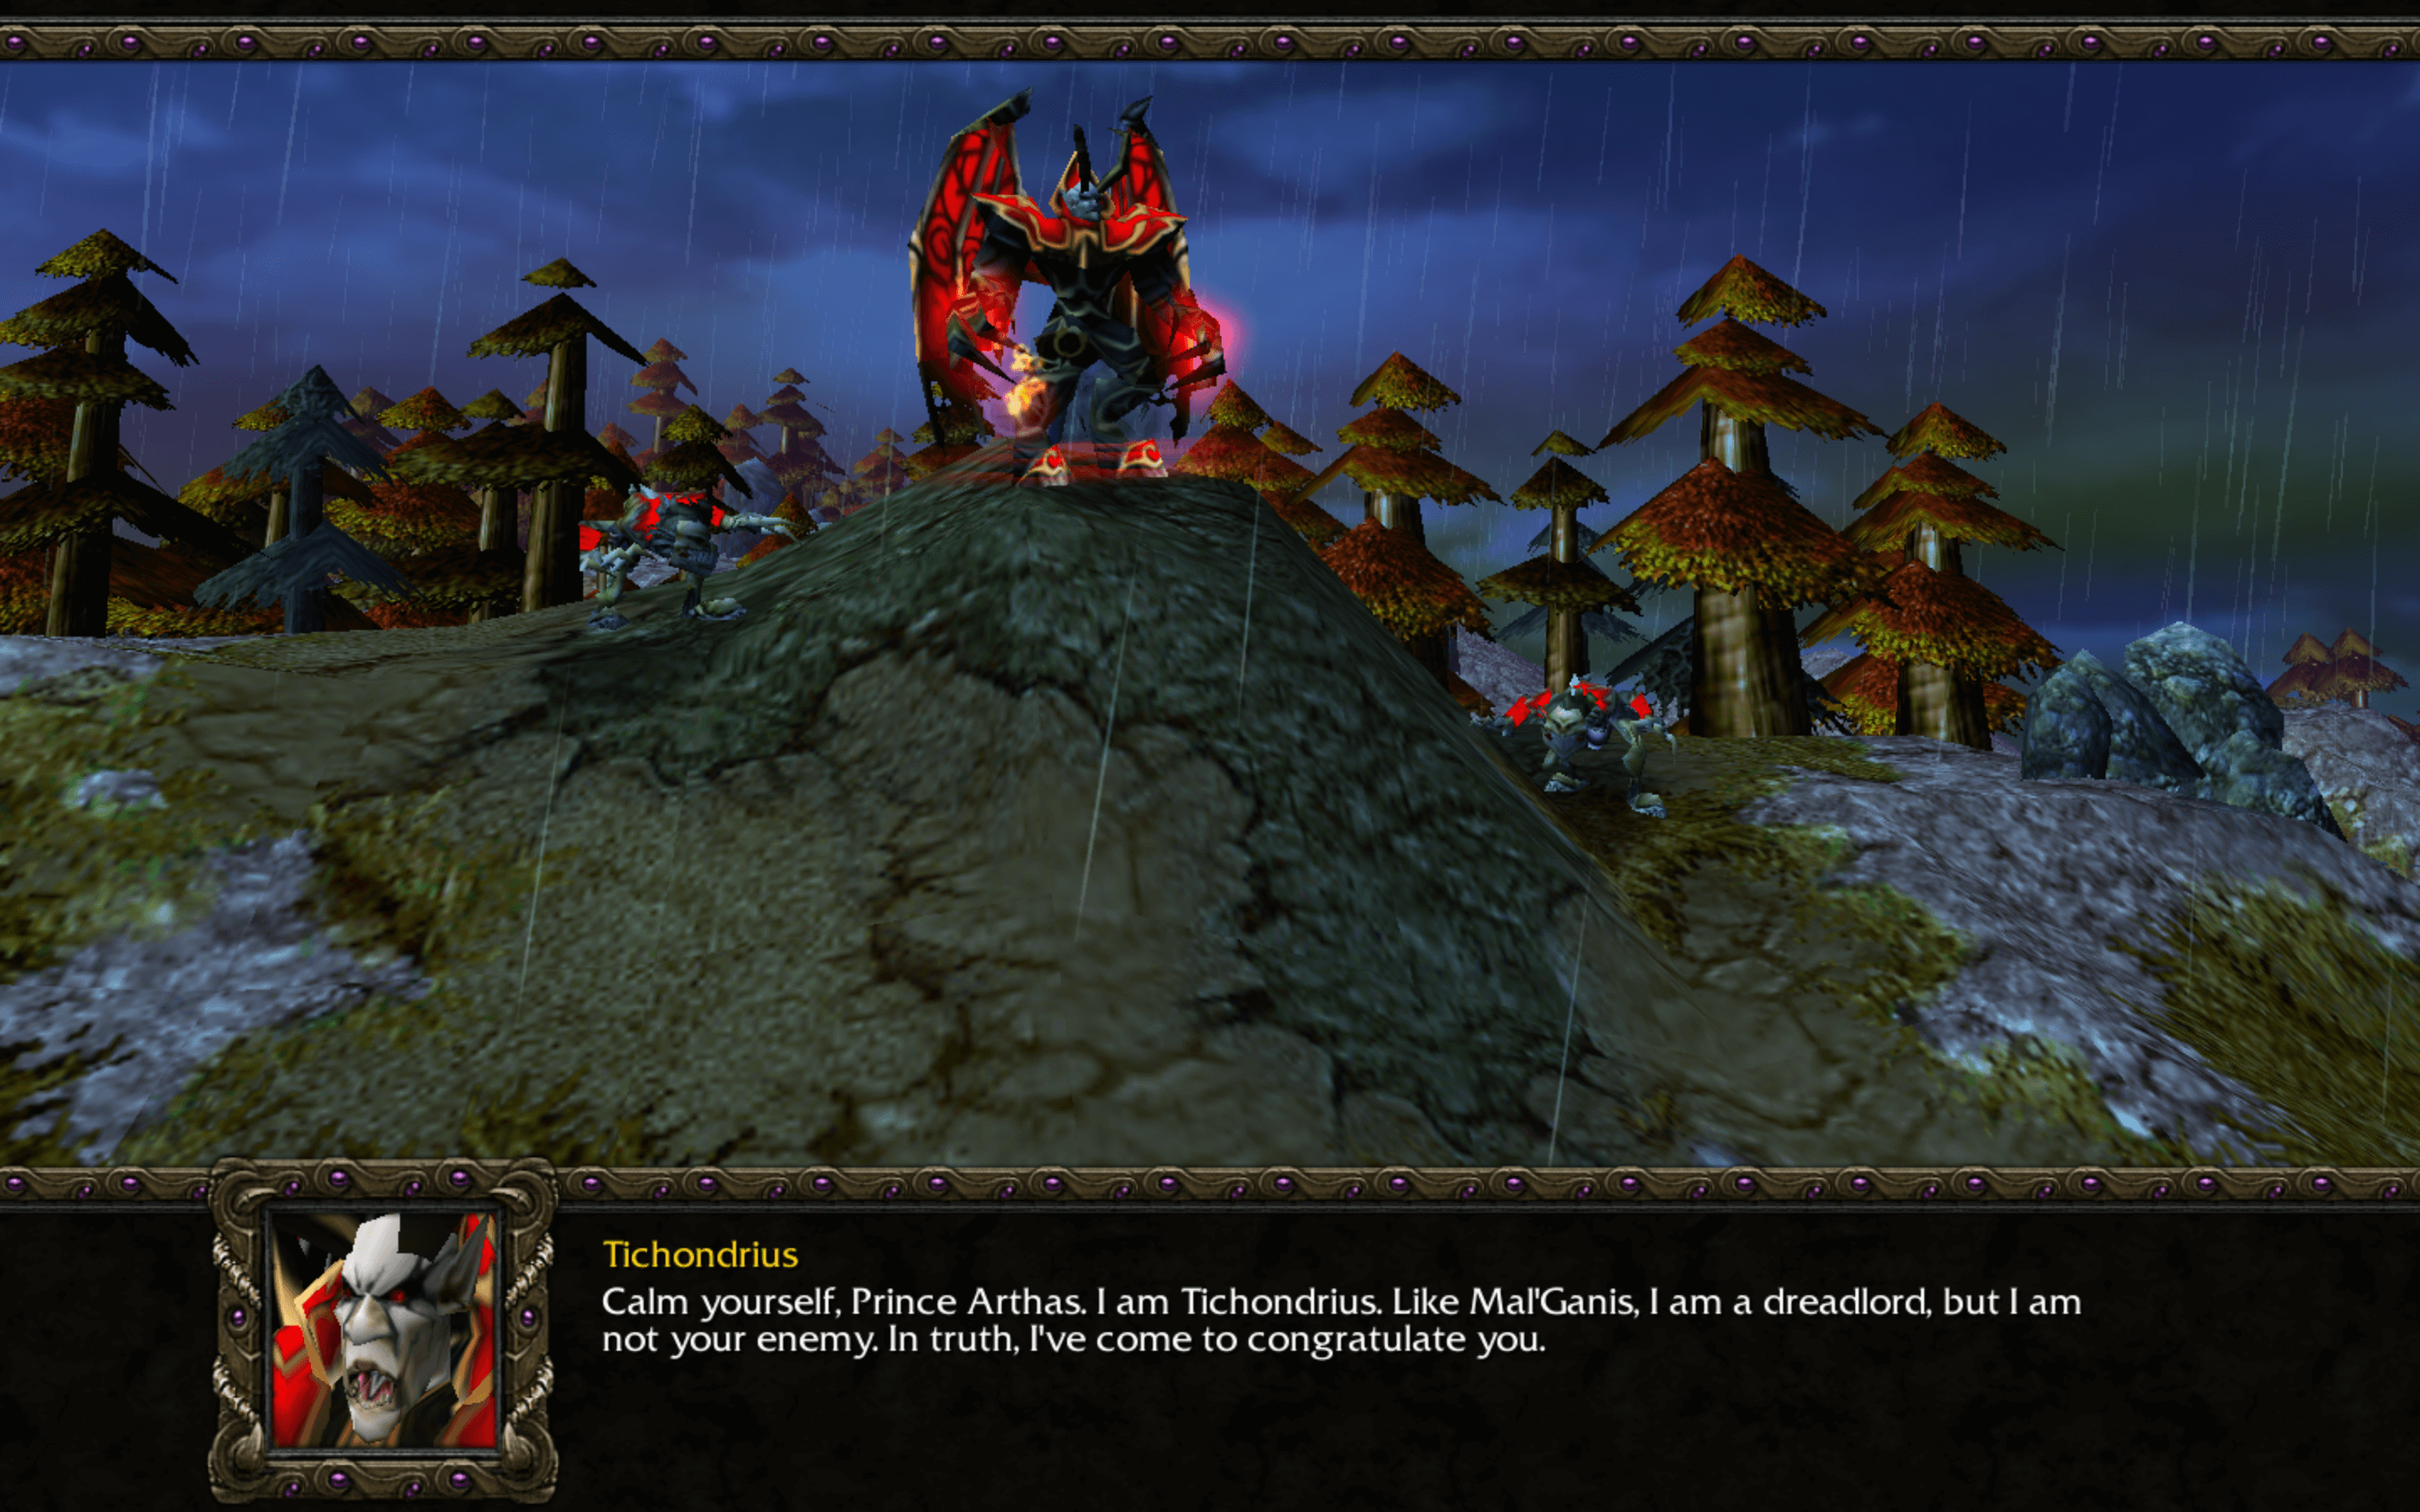 Tichondrius
Calm yourself, Prince Arthas. I am Tichondrius. Like Mal'Ganis, I am a dreadlord, but I am
not your enemy. In truth, I've come to congratulate you.